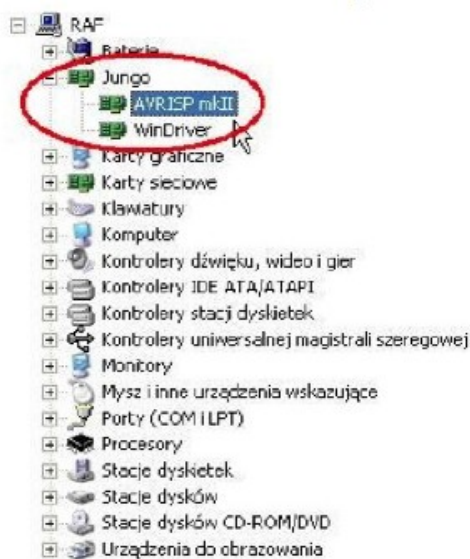 RAF
Baterie
Jungo
AVRISP mkII
WinDriver
Karty graficzne
Karty sieciowe
Klawiatury
Komputer
Kontrolery dźwięku, wideo i gier
Kontrolery IDE ATA/ATAPI
Kontrolery stacji dyskietek
Kontrolery uniwersalnej magistrali szeregowej
Monitory
Mysz i inne urządzenia wskazujące
Porty (COM i LPT)
Procesory
Stacje dyskietek
Stacje dysków
Stacje dysków CD-ROM/DVD
Urządzenia do obrazowania